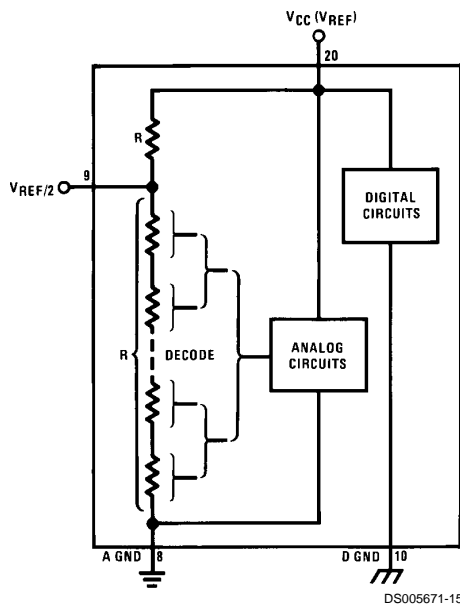 VCC (VREF)
20
R
9
VREF/2
DIGITAL
CIRCUITS
R
DECODE
ANALOG
CIRCUITS
A GND
8
D GND
10
DS005671-15